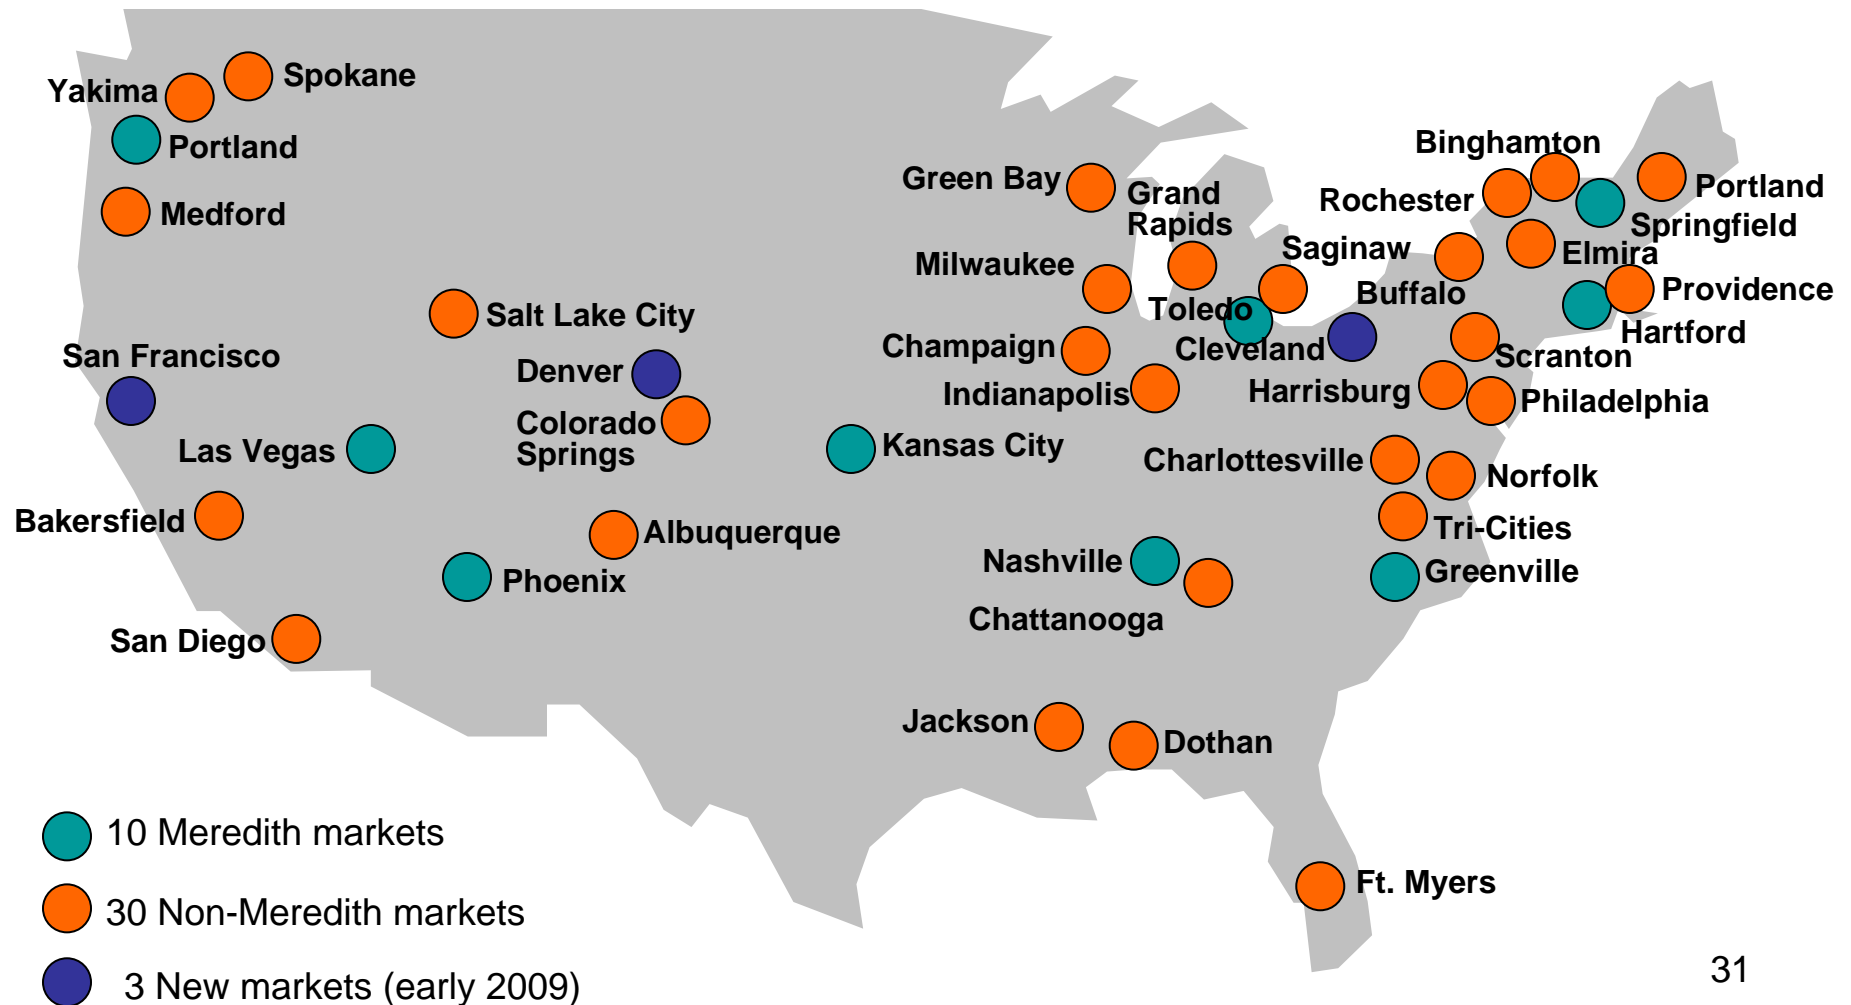 Spokane
Yakima
Portland
Medford
Binghamton
Green Bay
Grand
Rapids
Rochester
Portland
Springfield
Saginaw
Elmira
Milwaukee
Buffalo
Providence
Toledo
Hartford
Salt Lake City
San Francisco
Champaign
Cleveland
Scranton
Denver
Indianapolis
Harrisburg
Philadelphia
Colorado
Springs
Las Vegas
Kansas City
Charlottesville
Norfolk
Bakersfield
Albuquerque
Tri-Cities
Nashville
Greenville
Phoenix
Chattanooga
San Diego
Jackson
Dothan
10 Meredith markets
Ft. Myers
30 Non-Meredith markets
3 New markets (early 2009)
31